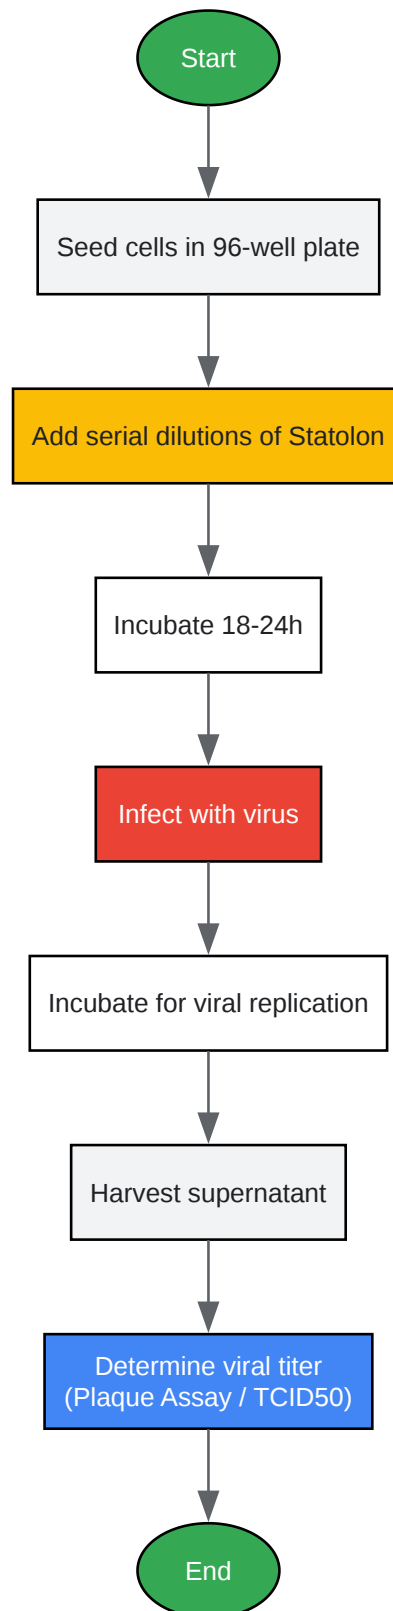 Start
Seed cells in 96-well plate
Add serial dilutions of Statolon
Incubate 18-24h
Infect with virus
Incubate for viral replication
Harvest supernatant
Determine viral titer
(Plaque Assay / TCID50)
End